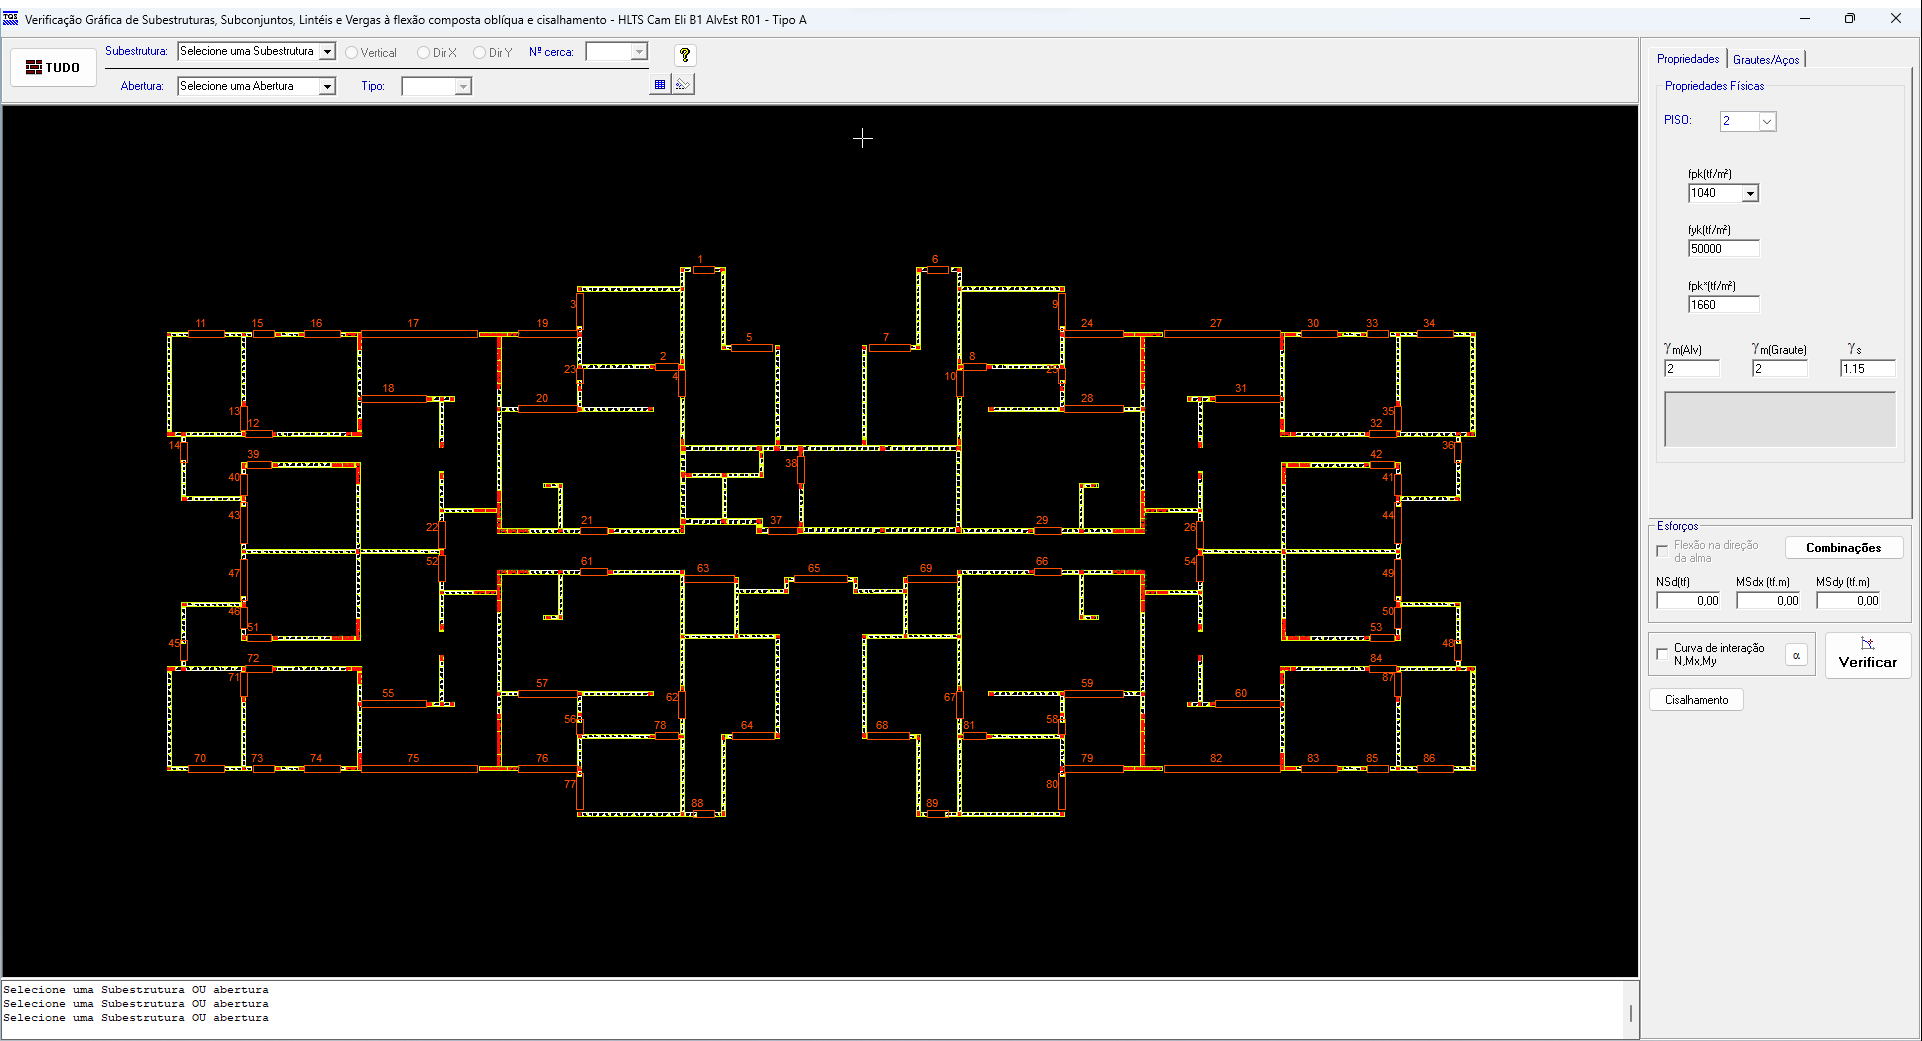 TQS Verificação Gráfica de Subestruturas, Subconjuntos, Lintéis e Vergas à flexão composta oblíqua e cisalhamento - HLTS Cam Eli B1 AlvEst R01 - Tipo A
TUDO
Subestrutura: Selecione uma Subestrutura Vertical Dir X Dir Y Nº cerca: ?
Abertura: Selecione uma Abertura Tipo:
Propriedades Grautes/Aços
Propriedades Físicas
PISO: 2
fpk(tf/m²)
1040
fyk(tf/m²)
50000
fpk*(tf/m²)
1660
γm(Alv) γm(Graute) γs
2 2 1.15
Esforços
Flexão na direção
da alma
Combinações
NSd(tf) MSdx (tf.m) MSdy (tf.m)
0,00 0,00 0,00
Curva de interação
N,Mx,My
α
Verificar
Cisalhamento
1 6
3 9
11 15 16 17 19 24 27 30 33 34
5 7
2 8
23 4 10 25
18 31
20 28
13 35
12 32
14 36
39 38 42
40 41
43 44
21 37 29
22 26
52 61 63 65 69 66 54
47 49
46 50
51 53
45 48
72 84
71 87
55 57 62 67 59 60
56 78 64 68 81 58
70 73 74 75 76 79 82 83 85 86
77 80
88 89
Selecione uma Subestrutura OU abertura
Selecione uma Subestrutura OU abertura
Selecione uma Subestrutura OU abertura